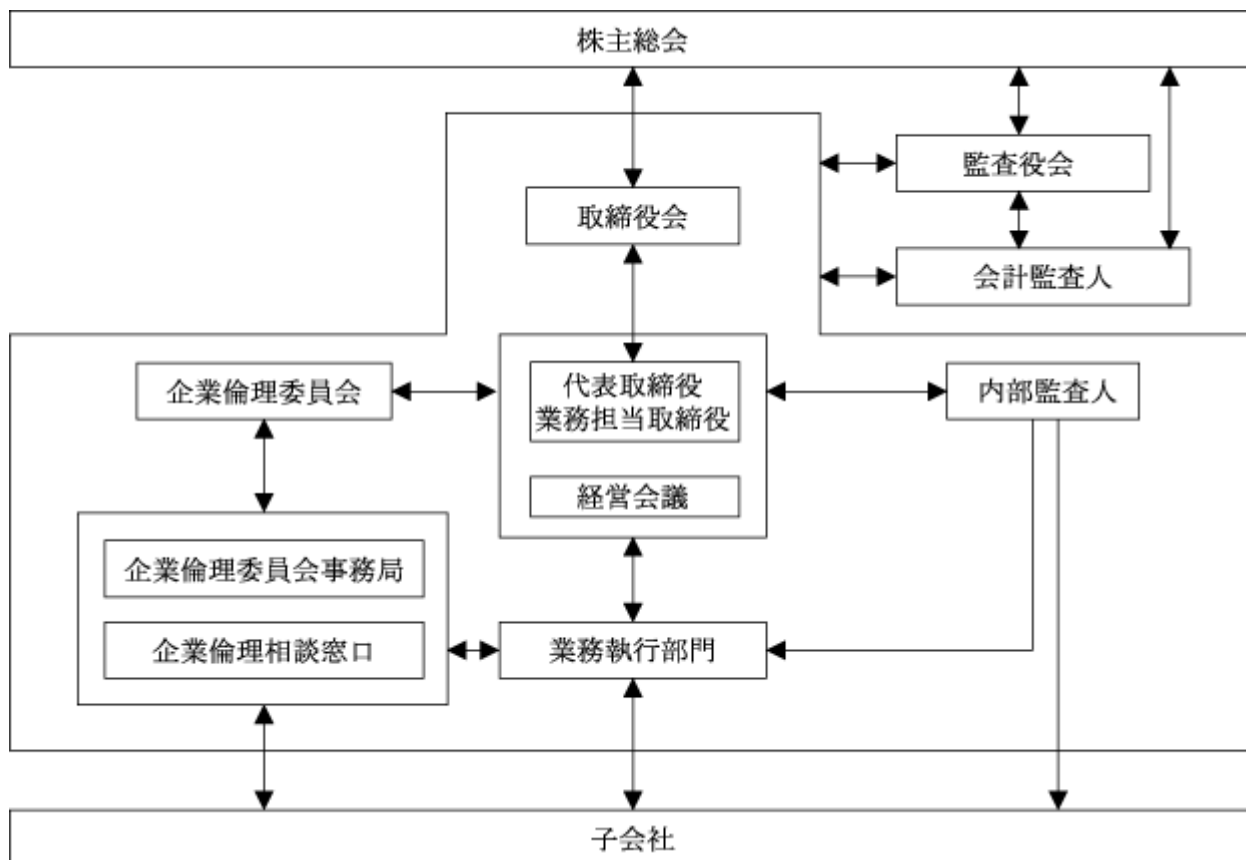 株主総会
監査役会
取締役会
会計監査人
企業倫理委員会
代表取締役
業務担当取締役
内部監査人
経営会議
企業倫理委員会事務局
企業倫理相談窓口
業務執行部門
子会社